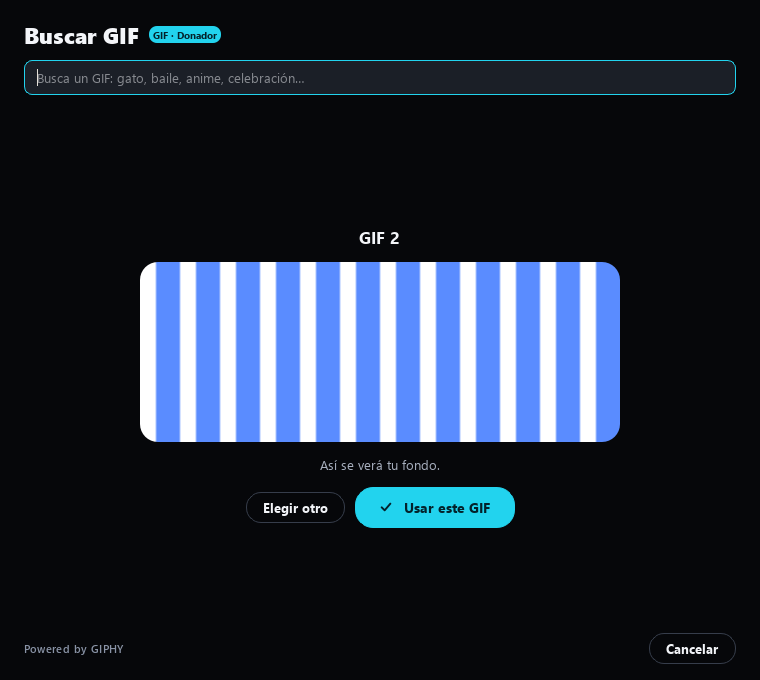 Buscar GIF
GIF · Donador
Busca un GIF: gato, baile, anime, celebración...
GIF 2
Así se verá tu fondo.
Elegir otro
Usar este GIF
Powered by GIPHY
Cancelar